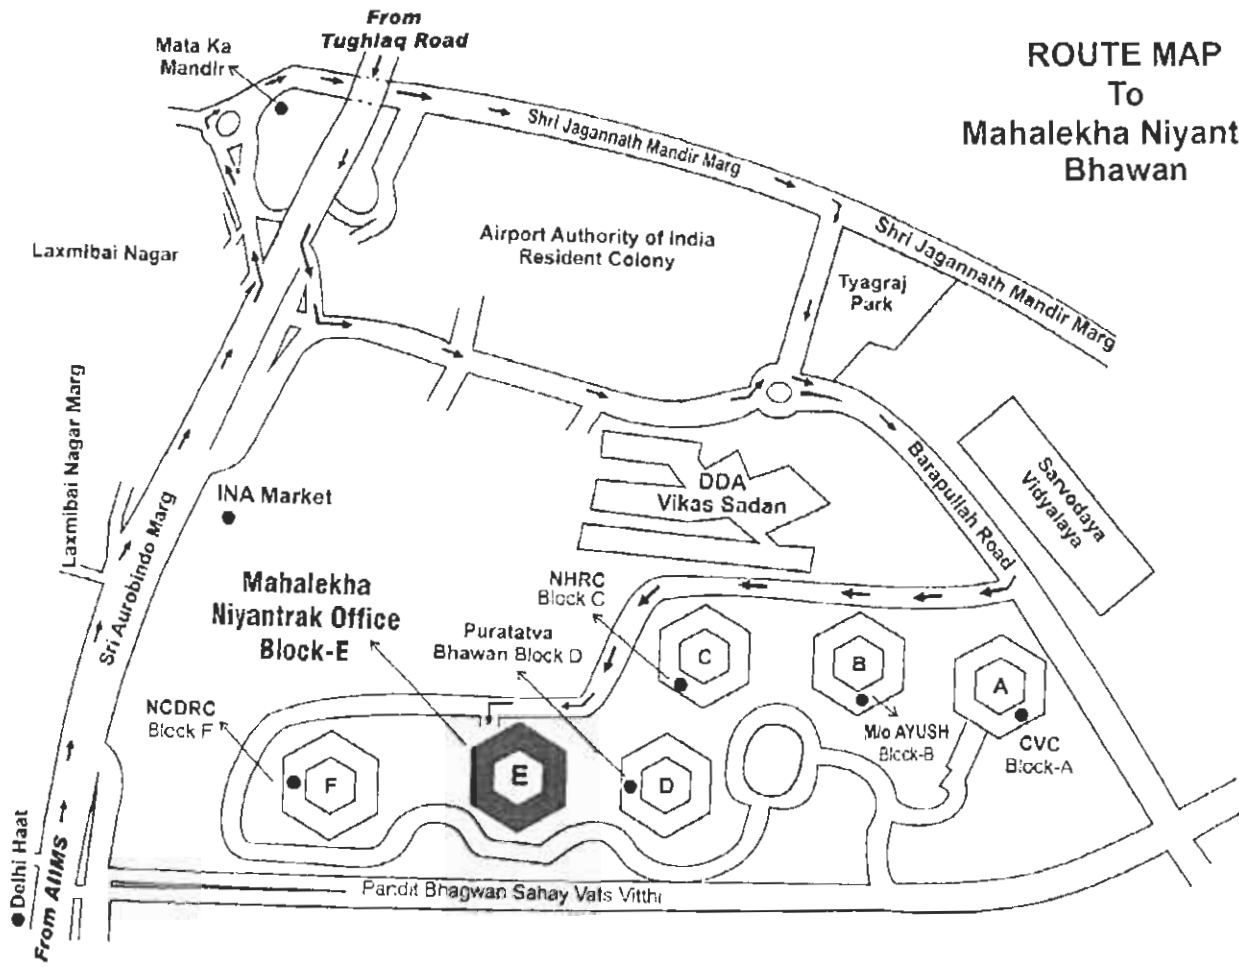 From
Tughlaq Road
ROUTE MAP
To
Mahalekha Niyant
Bhawan
Mata Ka
Mandir
Shri Jagannath Mandir Marg
Shri Jagannath Mandir Marg
Laxmibai Nagar
Airport Authority of India
Resident Colony
Tyagraj
Park
Laxmibai Nagar Marg
Sri Aurobindo Marg
INA Market
DDA
Vikas Sadan
Barapullah Road
Sarvodaya
Vidyalaya
Mahalekha
Niyantrak Office
Block-E
NHRC
Block C
Puratatva
Bhawan Block D
NCDRC
Block F
C
B
A
M/o AYUSH
Block-B
CVC
Block-A
F
E
D
Delhi Haat
From AIIMS
Pandit Bhagwan Sahay Vats Vitthi